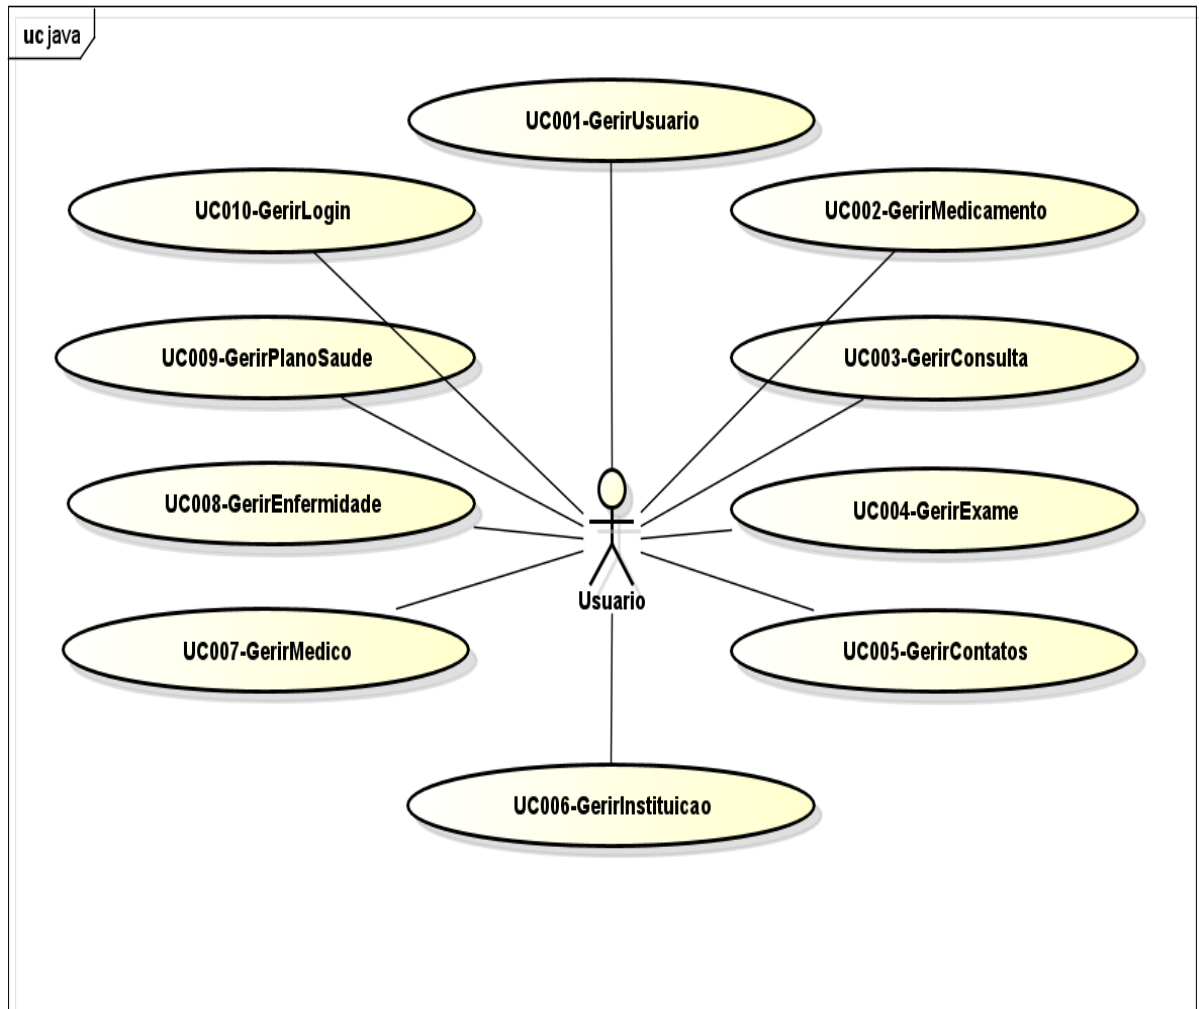 uc java
UC001-GerirUsuario
UC010-GerirLogin
UC002-GerirMedicamento
UC009-GerirPlanoSaude
UC003-GerirConsulta
UC008-GerirEnfermidade
UC004-GerirExame
Usuario
UC007-GerirMedico
UC005-GerirContatos
UC006-GerirInstituicao